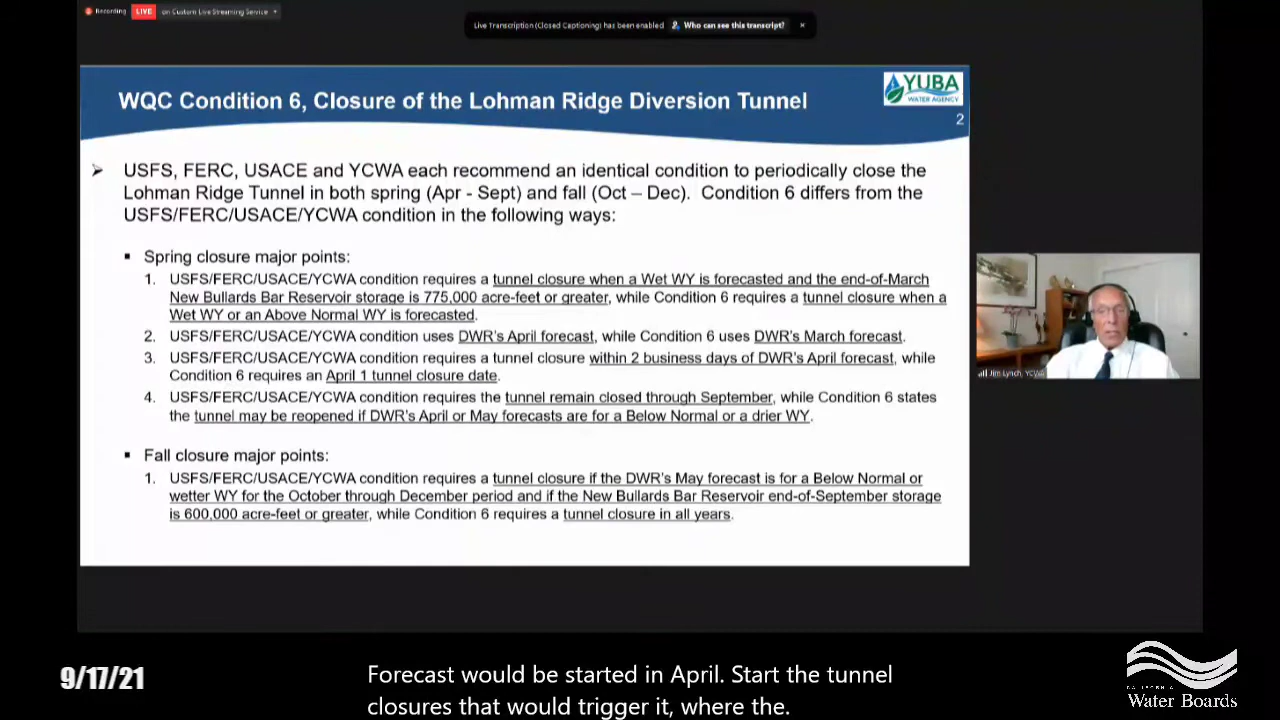 Recording
LIVE
on Custom Live Streaming Service
Live Transcription (Closed Captioning) has been enabled
Who can see this transcript?
WQC Condition 6, Closure of the Lohman Ridge Diversion Tunnel
YUBA
WATER AGENCY
2
USFS, FERC, USACE and YCWA each recommend an identical condition to periodically close the
Lohman Ridge Tunnel in both spring (Apr - Sept) and fall (Oct – Dec). Condition 6 differs from the
USFS/FERC/USACE/YCWA condition in the following ways:
Spring closure major points:
1. USFS/FERC/USACE/YCWA condition requires a tunnel closure when a Wet WY is forecasted and the end-of-March
New Bullards Bar Reservoir storage is 775,000 acre-feet or greater, while Condition 6 requires a tunnel closure when a
Wet WY or an Above Normal WY is forecasted.
2. USFS/FERC/USACE/YCWA condition uses DWR's April forecast, while Condition 6 uses DWR's March forecast.
3. USFS/FERC/USACE/YCWA condition requires a tunnel closure within 2 business days of DWR's April forecast, while
Condition 6 requires an April 1 tunnel closure date.
4. USFS/FERC/USACE/YCWA condition requires the tunnel remain closed through September, while Condition 6 states
the tunnel may be reopened if DWR's April or May forecasts are for a Below Normal or a drier WY.
Fall closure major points:
1. USFS/FERC/USACE/YCWA condition requires a tunnel closure if the DWR's May forecast is for a Below Normal or
wetter WY for the October through December period and if the New Bullards Bar Reservoir end-of-September storage
is 600,000 acre-feet or greater, while Condition 6 requires a tunnel closure in all years.
Jim Lynch, YCWA
9/17/21
Forecast would be started in April. Start the tunnel
closures that would trigger it, where the.
CALIFORNIA
Water Boards